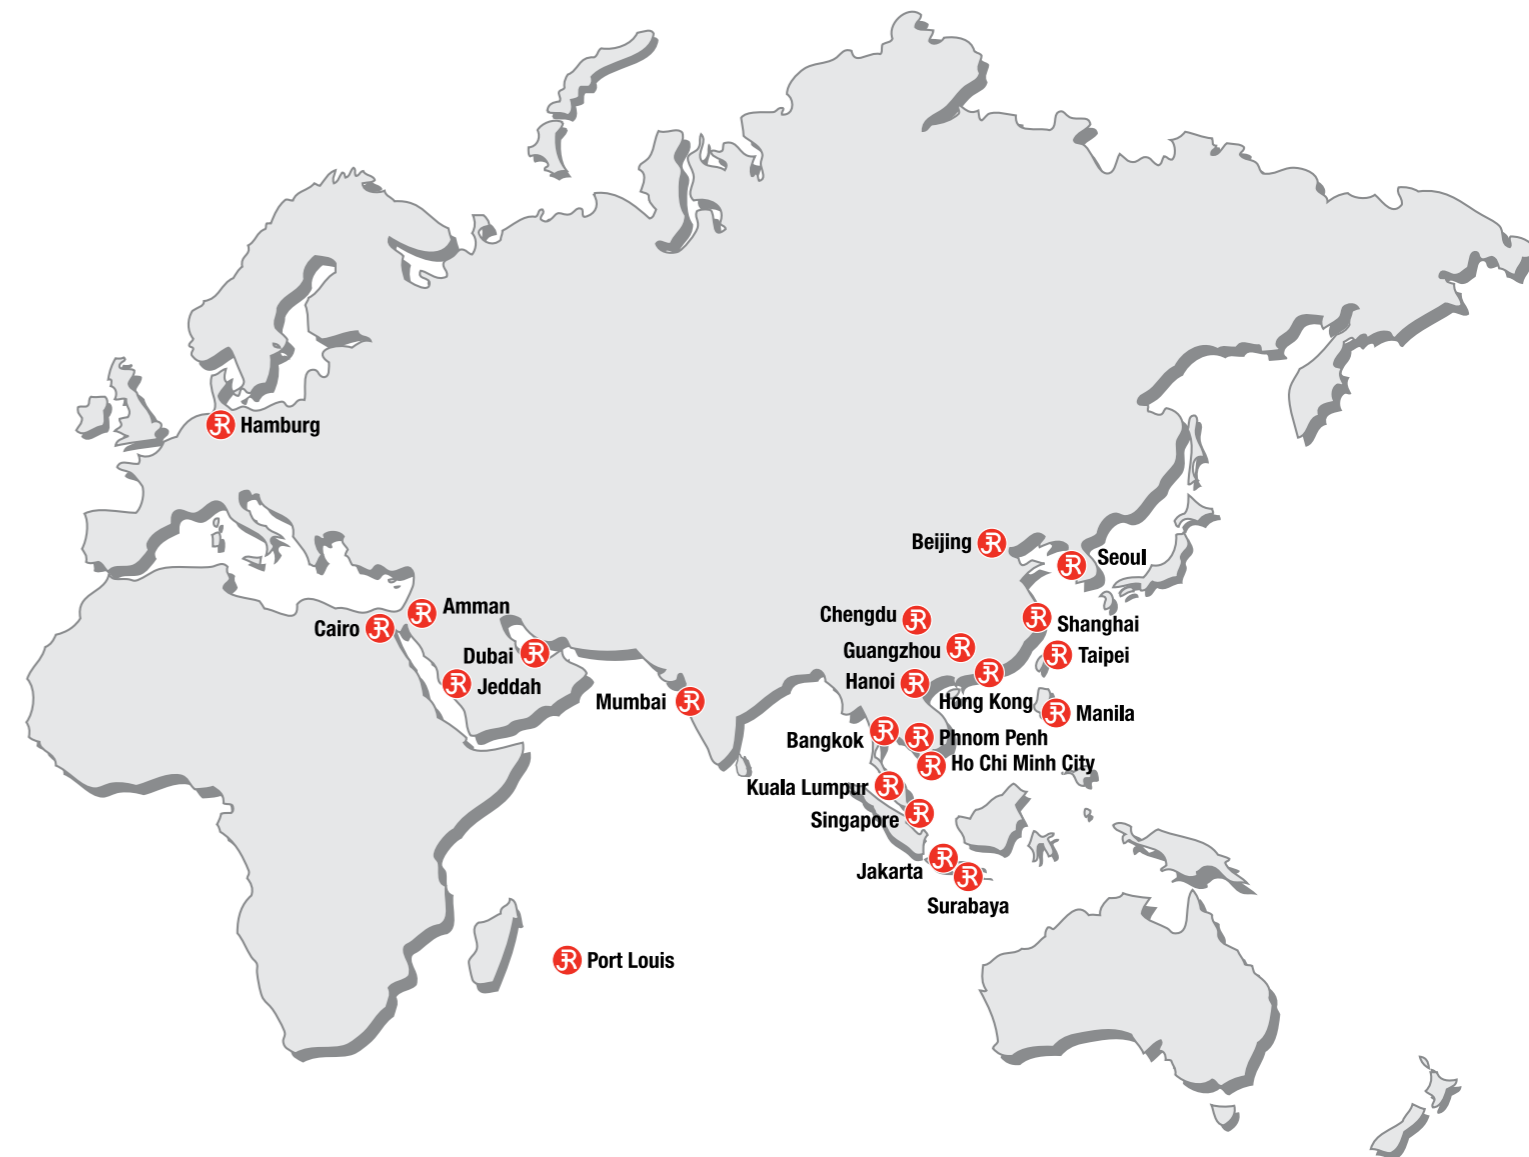 Hamburg
Beijing
Seoul
Amman
Chengdu
Cairo
Shanghai
Guangzhou
Dubai
Taipei
Hanoi
Jeddah
Mumbai
Hong Kong
Manila
Bangkok
Phnom Penh
Ho Chi Minh City
Kuala Lumpur
Singapore
Jakarta
Surabaya
Port Louis